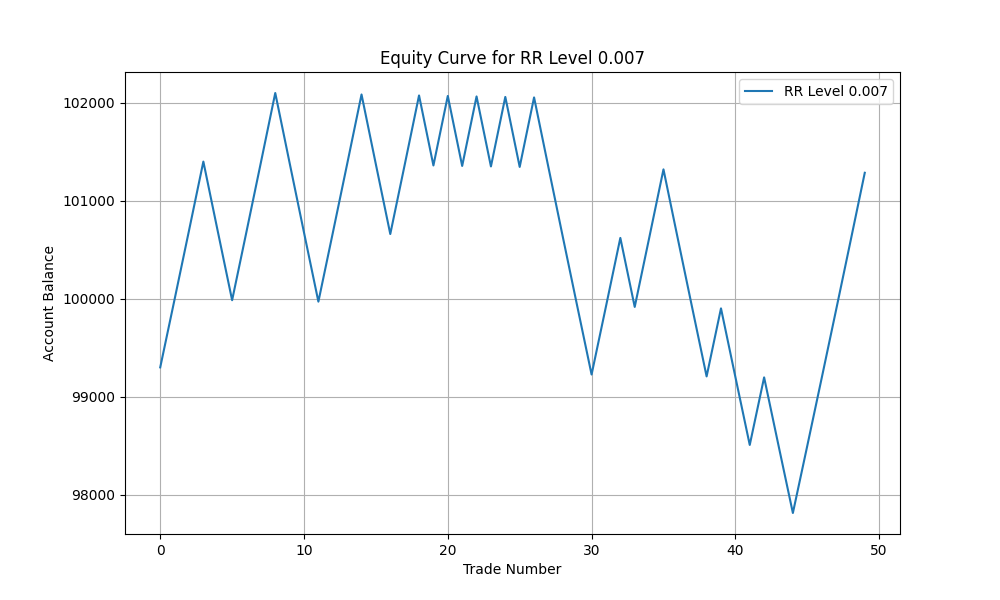 Equity Curve for RR Level 0.007
RR Level 0.007
102000
101000
100000
99000
98000
Account Balance
0 10 20 30 40 50
Trade Number